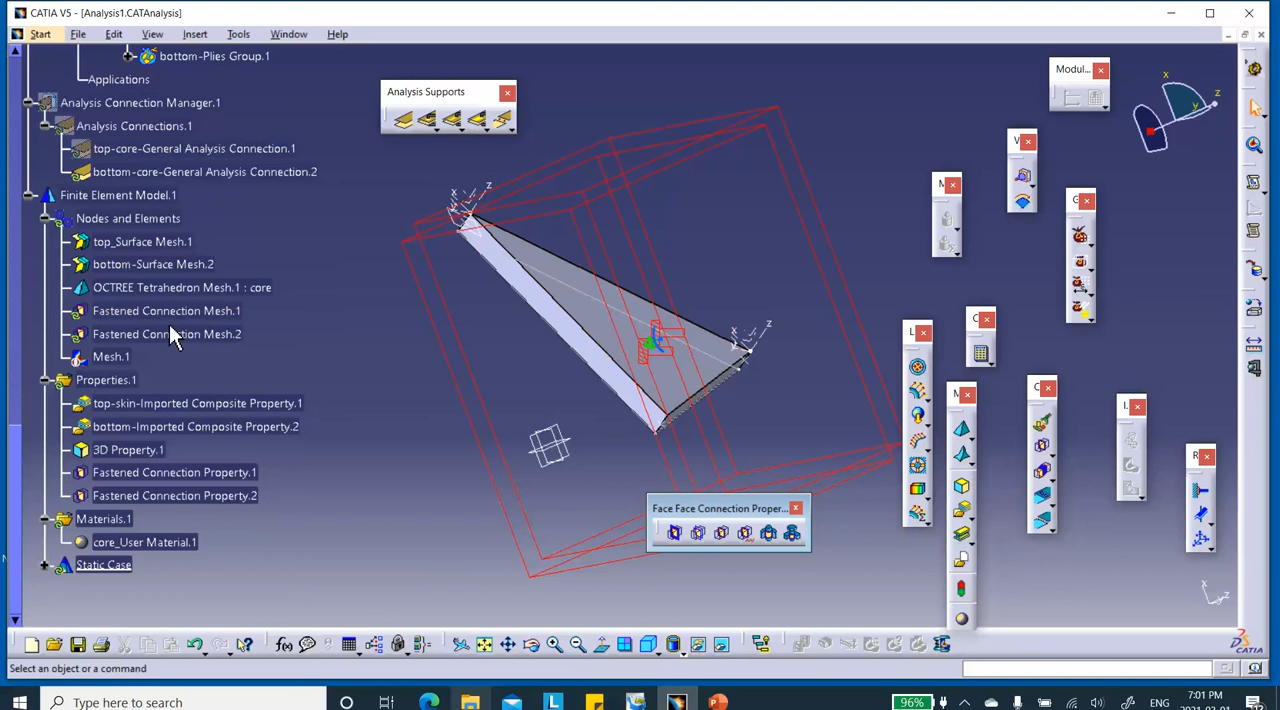 CATIA V5 - [Analysis1.CATAnalysis]
Start File Edit View Insert Tools Window Help
bottom-Plies Group.1
Applications
Analysis Connection Manager.1
Analysis Connections.1
top-core-General Analysis Connection.1
bottom-core-General Analysis Connection.2
Finite Element Model.1
Nodes and Elements
top_Surface Mesh.1
bottom-Surface Mesh.2
OCTREE Tetrahedron Mesh.1 : core
Fastened Connection Mesh.1
Fastened Connection Mesh.2
Mesh.1
Properties.1
top-skin-Imported Composite Property.1
bottom-Imported Composite Property.2
3D Property.1
Fastened Connection Property.1
Fastened Connection Property.2
Materials.1
core_User Material.1
Static Case
Analysis Supports
Modul...
V
M
G
C
L
M
C
I.
R
Face Face Connection Proper...
x
z
y
x z
z
x
z
f(x)
CATIA
Select an object or a command
Type here to search
L
96%
ENG
7:01 PM